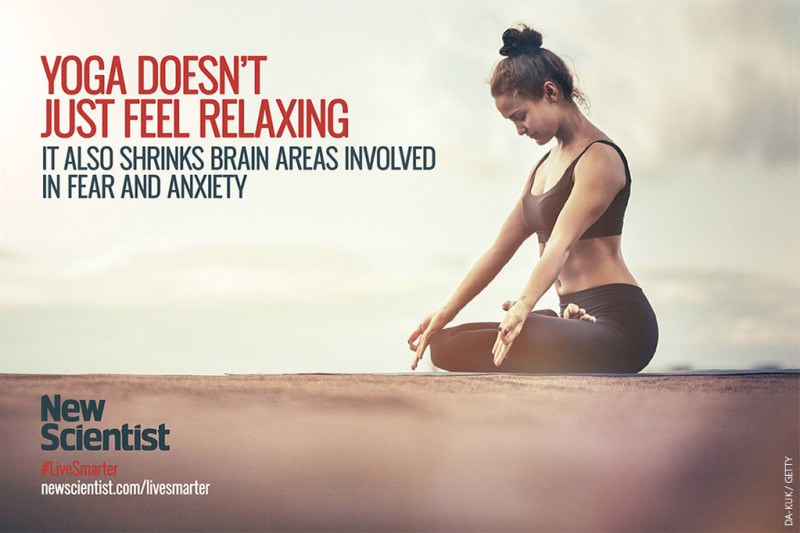 YOGA DOESN'T
JUST FEEL RELAXING
IT ALSO SHRINKS BRAIN AREAS INVOLVED
IN FEAR AND ANXIETY
New
Scientist
#LiveSmarter
newscientist.com/livesmarter
DA-KUK / GETTY